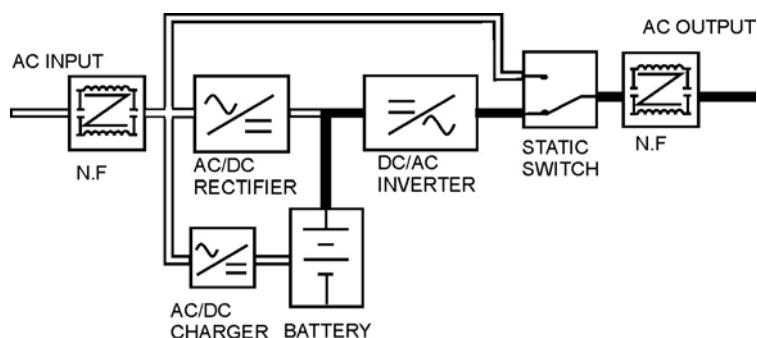 AC INPUT
AC OUTPUT
N.F
AC/DC
RECTIFIER
DC/AC
INVERTER
STATIC
SWITCH
N.F
AC/DC
CHARGER
BATTERY